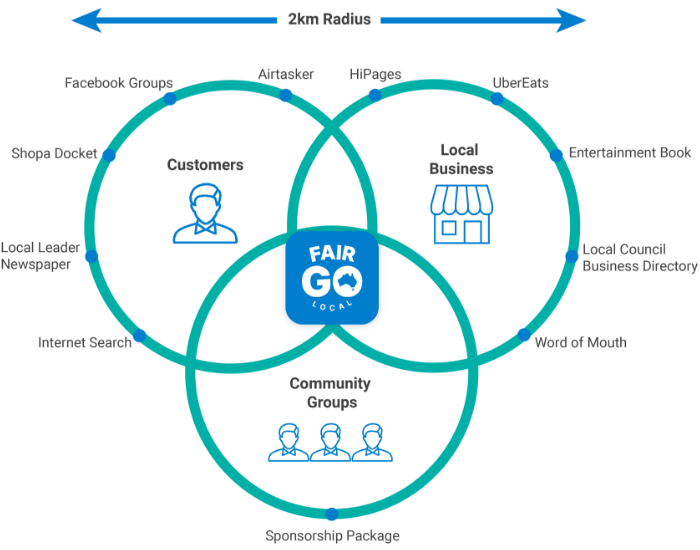 2km Radius
Facebook Groups
Airtasker
HiPages
UberEats
Shopa Docket
Customers
Local
Business
Entertainment Book
Local Leader
Newspaper
FAIR
GO
LOCAL
Local Council
Business Directory
Internet Search
Word of Mouth
Community
Groups
Sponsorship Package